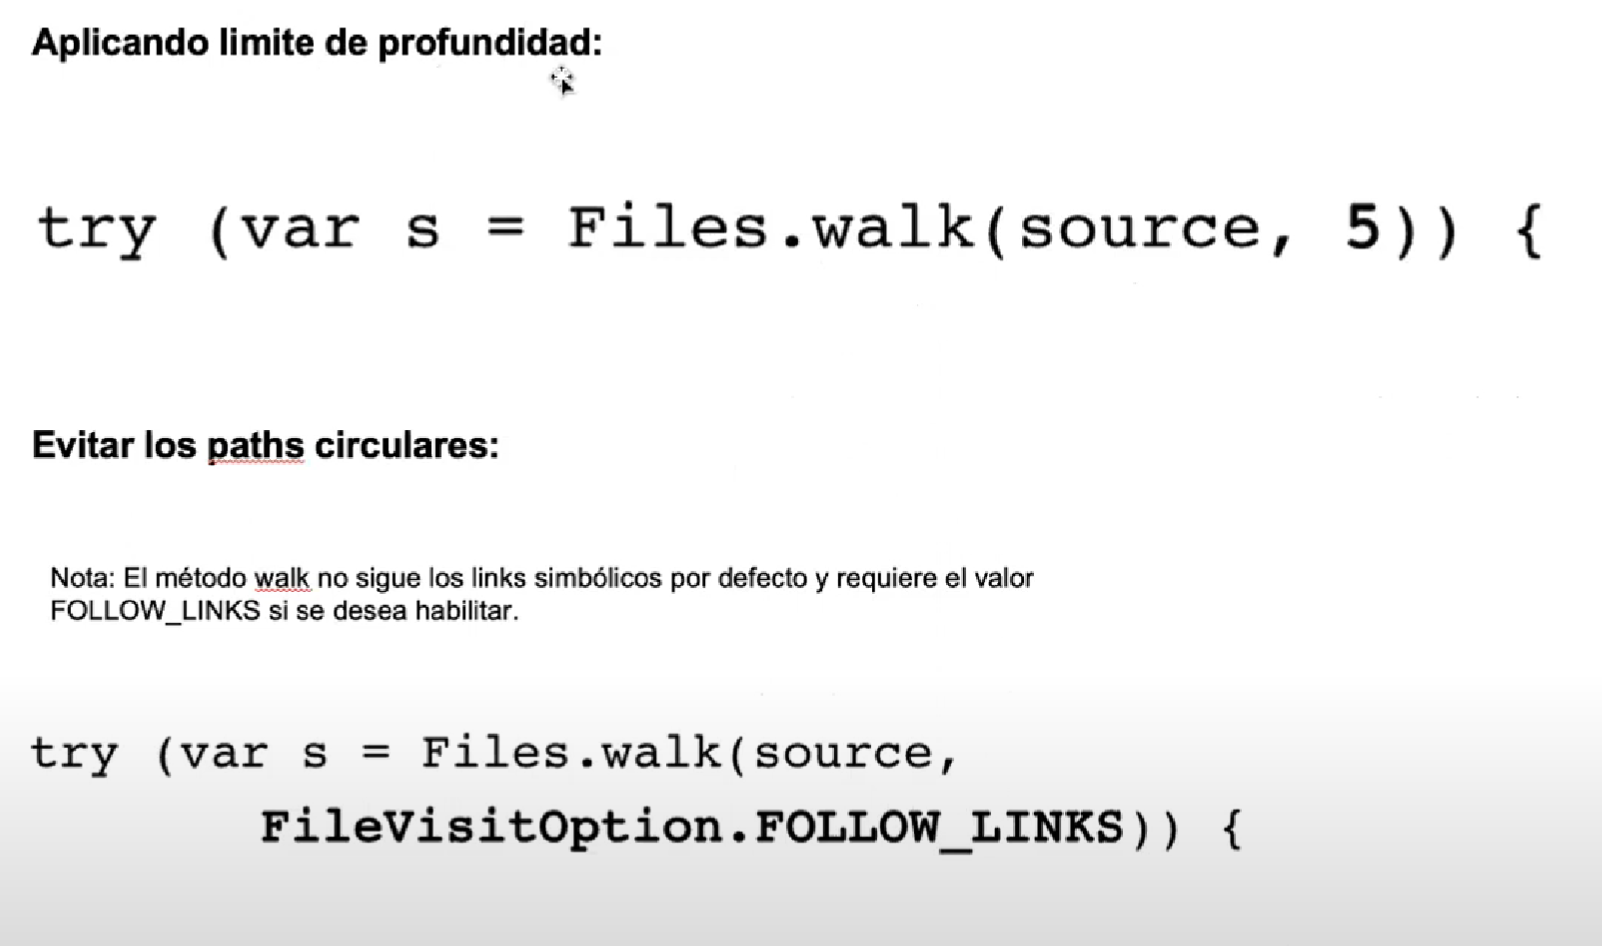 Aplicando limite de profundidad:
try (var s = Files.walk(source, 5)) {
Evitar los paths circulares:
Nota: El método walk no sigue los links simbólicos por defecto y requiere el valor
FOLLOW_LINKS si se desea habilitar.
try (var s = Files.walk(source,
FileVisitOption.FOLLOW_LINKS)) {